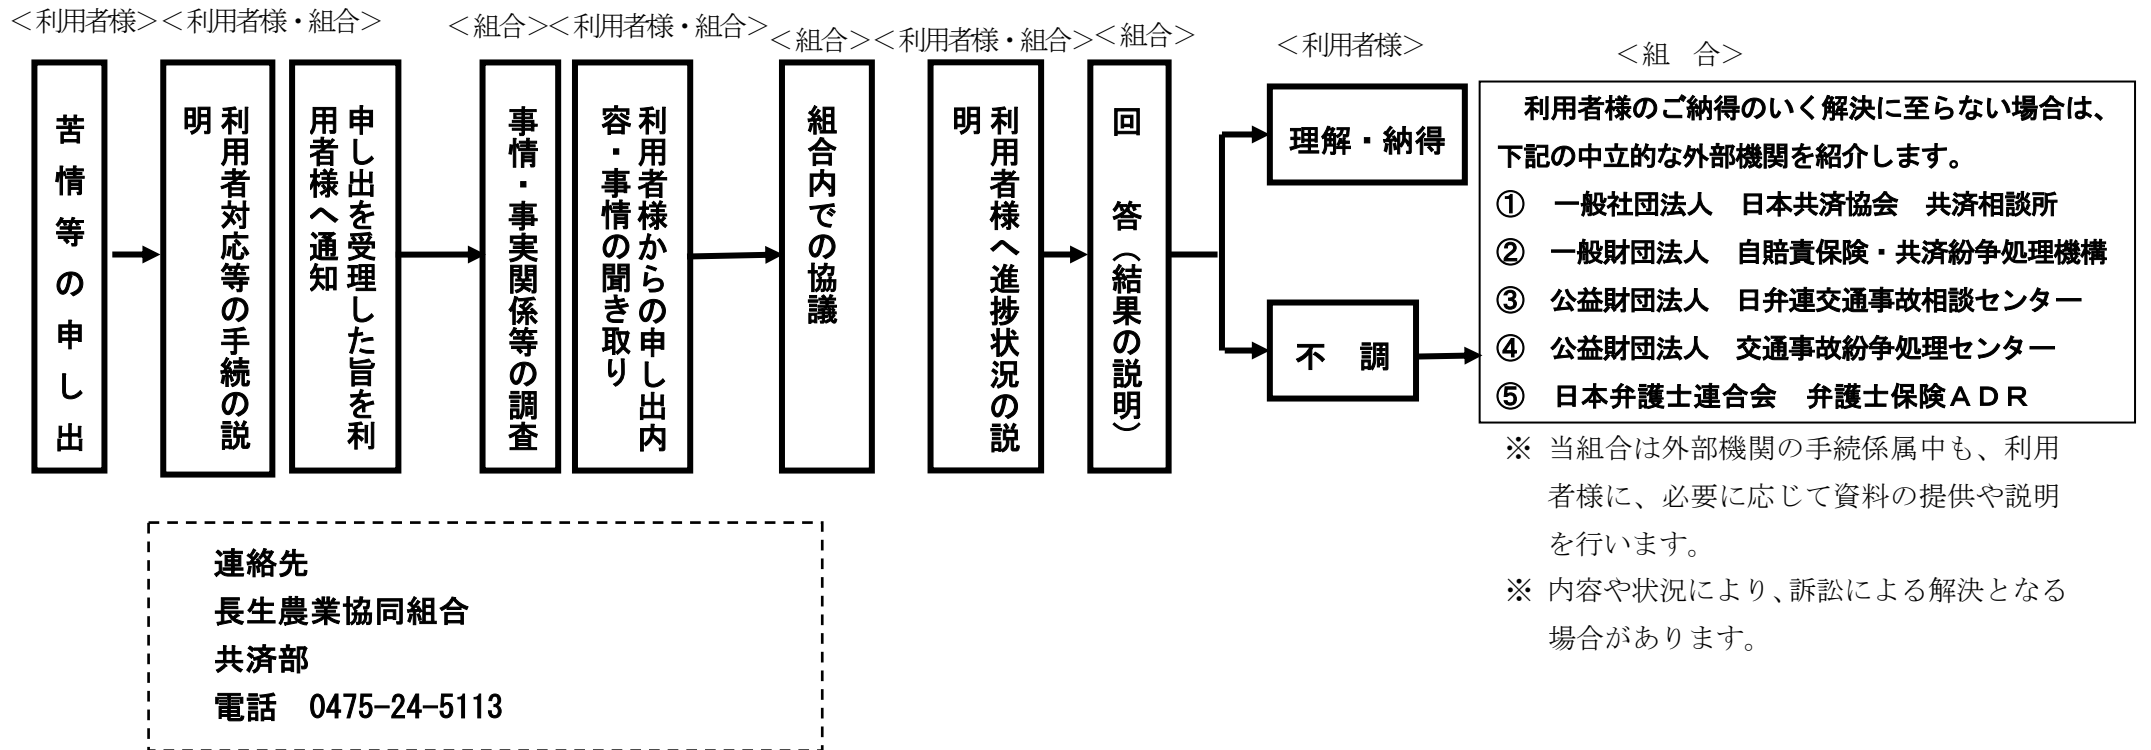 ＜利用者様＞
＜利用者様・組合＞
＜組合＞
＜利用者様・組合＞
＜組合＞
＜利用者様・組合＞
＜組合＞
＜利用者様＞
＜組　合＞
苦情等の申し出
利用者対応等の手続の説
明
申し出を受理した旨を利
用者様へ通知
事情・事実関係等の調査
利用者様からの申し出内
容・事情の聞き取り
組合内での協議
利用者様へ進捗状況の説
明
回　答（結果の説明）
理解・納得
不　調
利用者様のご納得のいく解決に至らない場合は、
下記の中立的な外部機関を紹介します。
①　一般社団法人　日本共済協会　共済相談所
②　一般財団法人　自賠責保険・共済紛争処理機構
③　公益財団法人　日弁連交通事故相談センター
④　公益財団法人　交通事故紛争処理センター
⑤　日本弁護士連合会　弁護士保険ＡＤＲ
※ 当組合は外部機関の手続係属中も、利用
者様に、必要に応じて資料の提供や説明
を行います。
※ 内容や状況により、訴訟による解決となる
場合があります。
連絡先
長生農業協同組合
共済部
電話　0475-24-5113